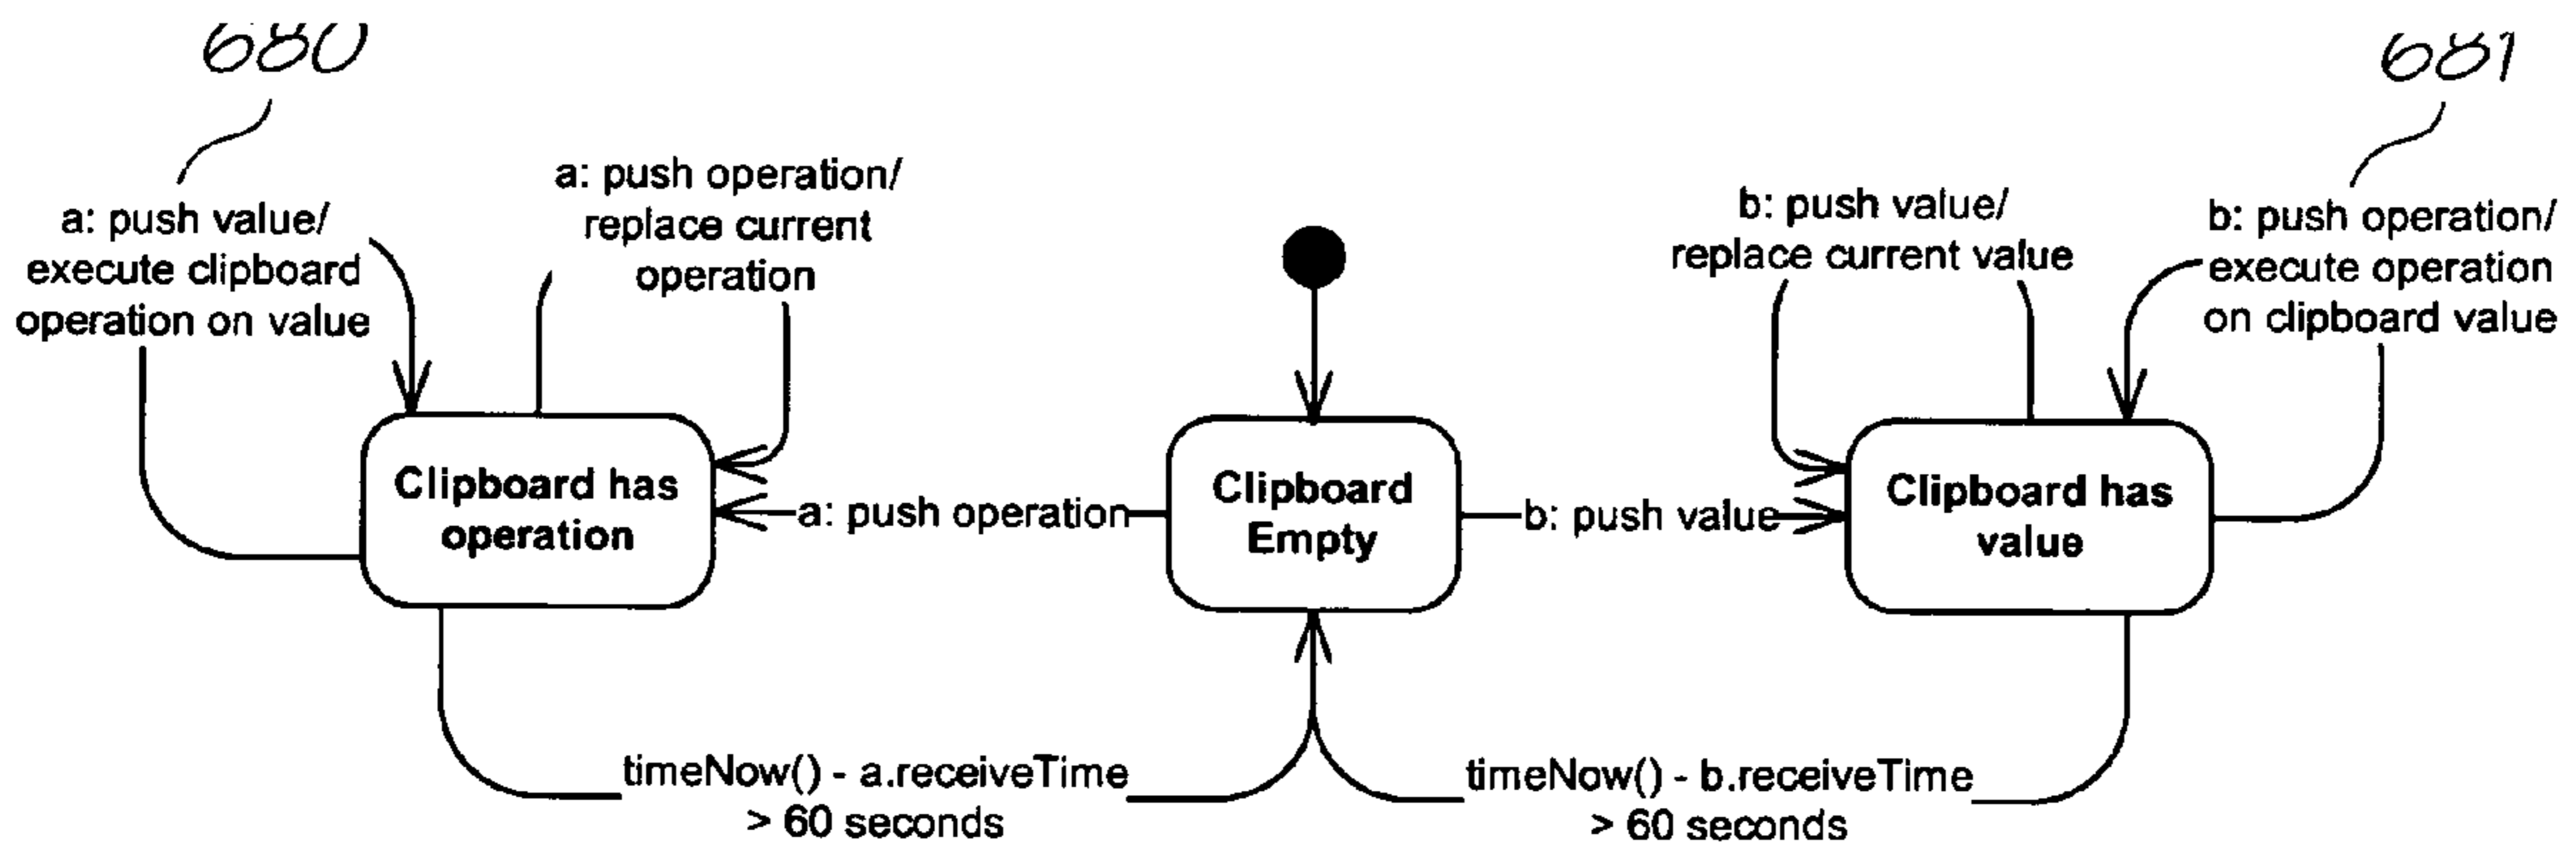 680
681
a: push value/
execute clipboard
operation on value
a: push operation/
replace current
operation
b: push value/
replace current value
b: push operation/
execute operation
on clipboard value
Clipboard has
operation
a: push operation
Clipboard
Empty
b: push value
Clipboard has
value
timeNow() - a.receiveTime
> 60 seconds
timeNow() - b.receiveTime
> 60 seconds